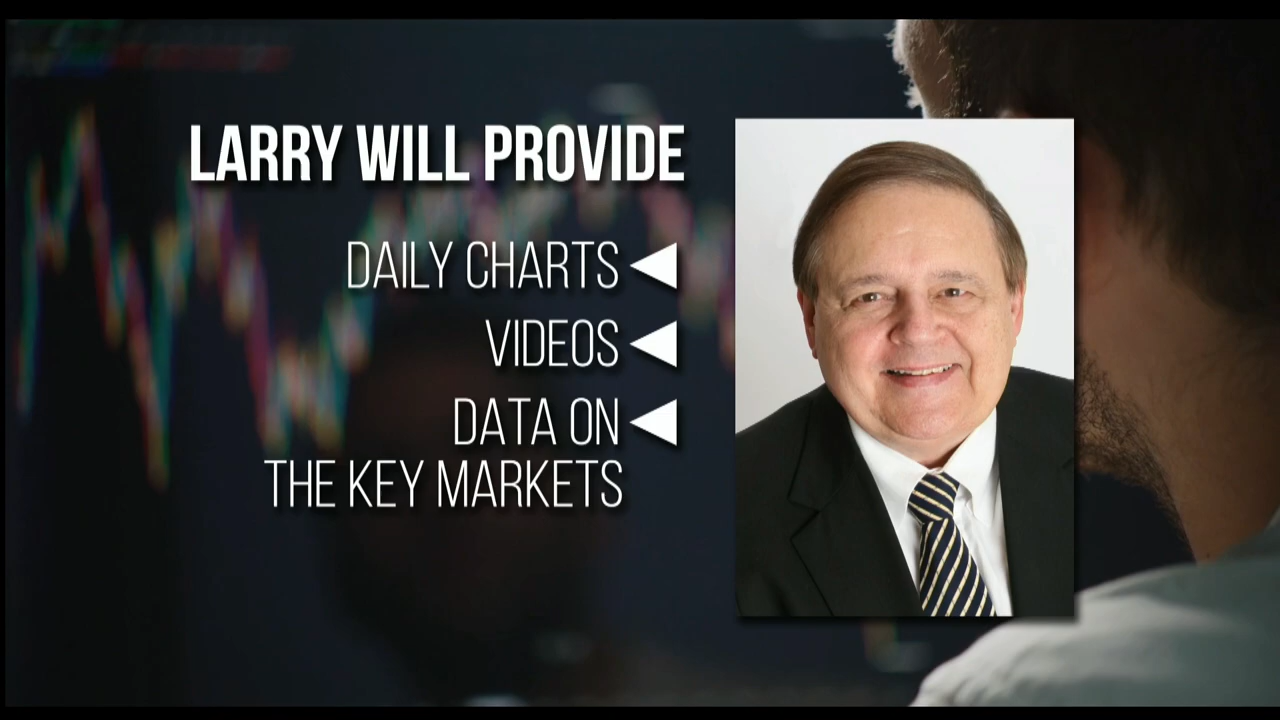 LARRY WILL PROVIDE
DAILY CHARTS
VIDEOS
DATA ON
THE KEY MARKETS